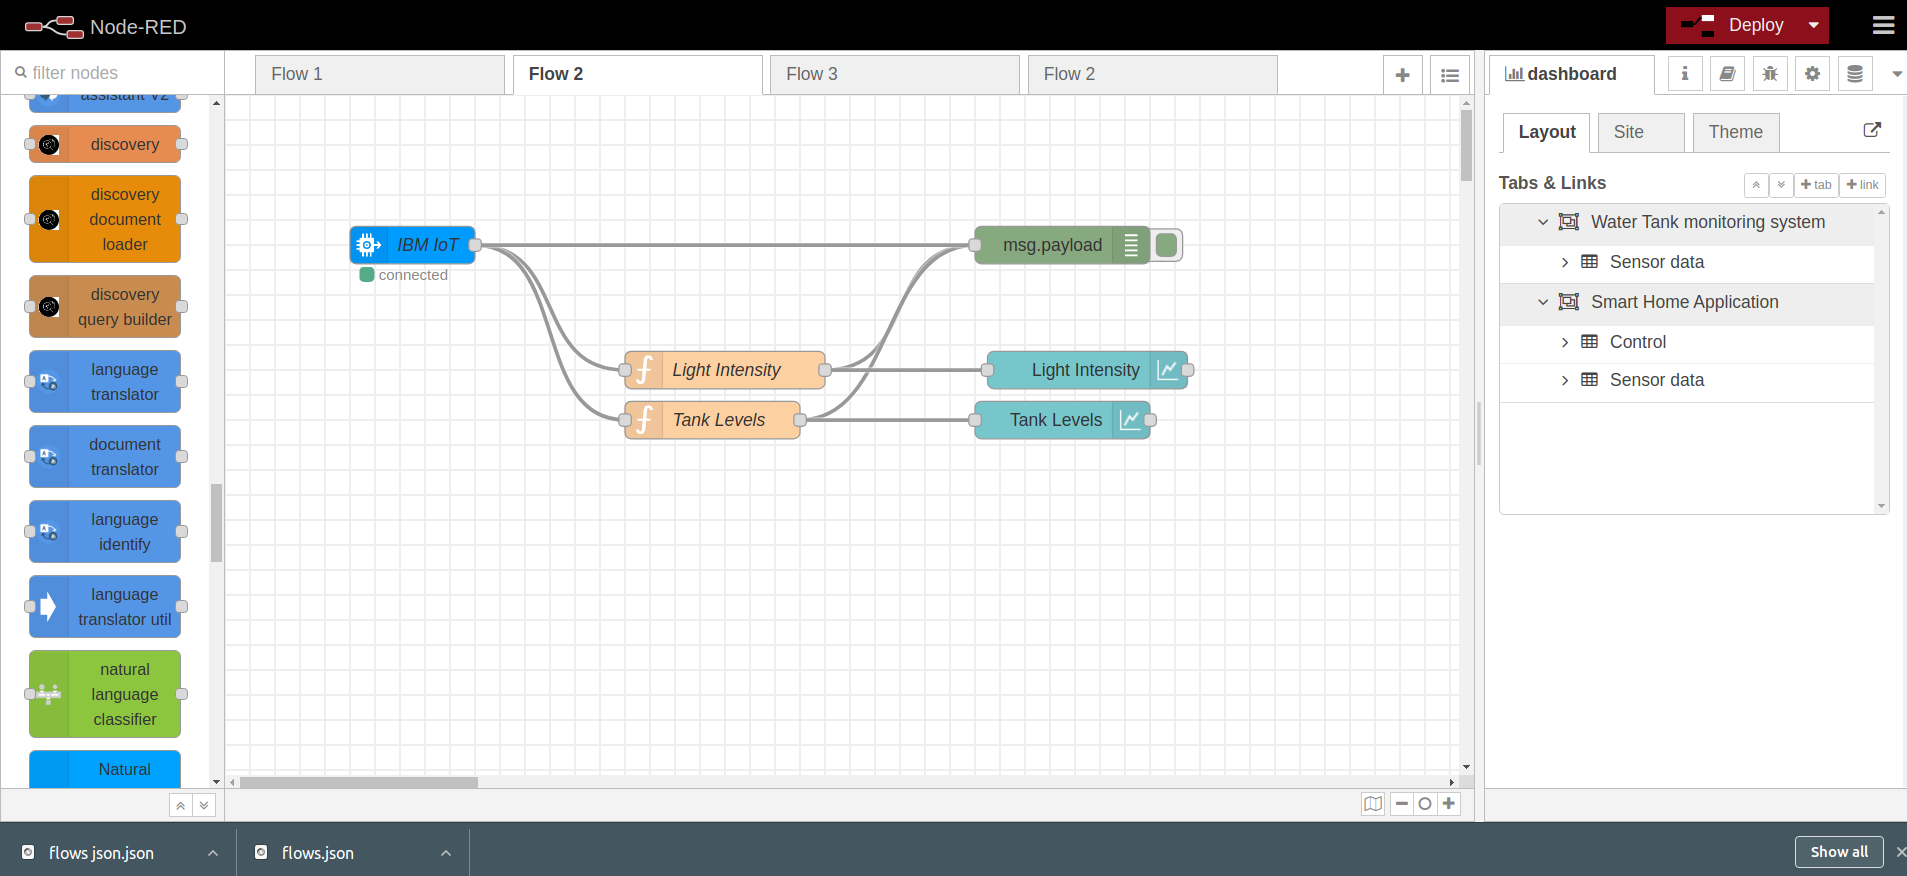 Node-RED
Deploy
filter nodes
Flow 1
Flow 2
Flow 3
Flow 2
dashboard
assistant V2
discovery
discovery
document
loader
discovery
query builder
language
translator
document
translator
language
identify
language
translator util
natural
language
classifier
Natural
IBM IoT
connected
msg.payload
Light Intensity
Light Intensity
Tank Levels
Tank Levels
Layout
Site
Theme
Tabs & Links
tab
link
Water Tank monitoring system
Sensor data
Smart Home Application
Control
Sensor data
flows json.json
flows.json
Show all